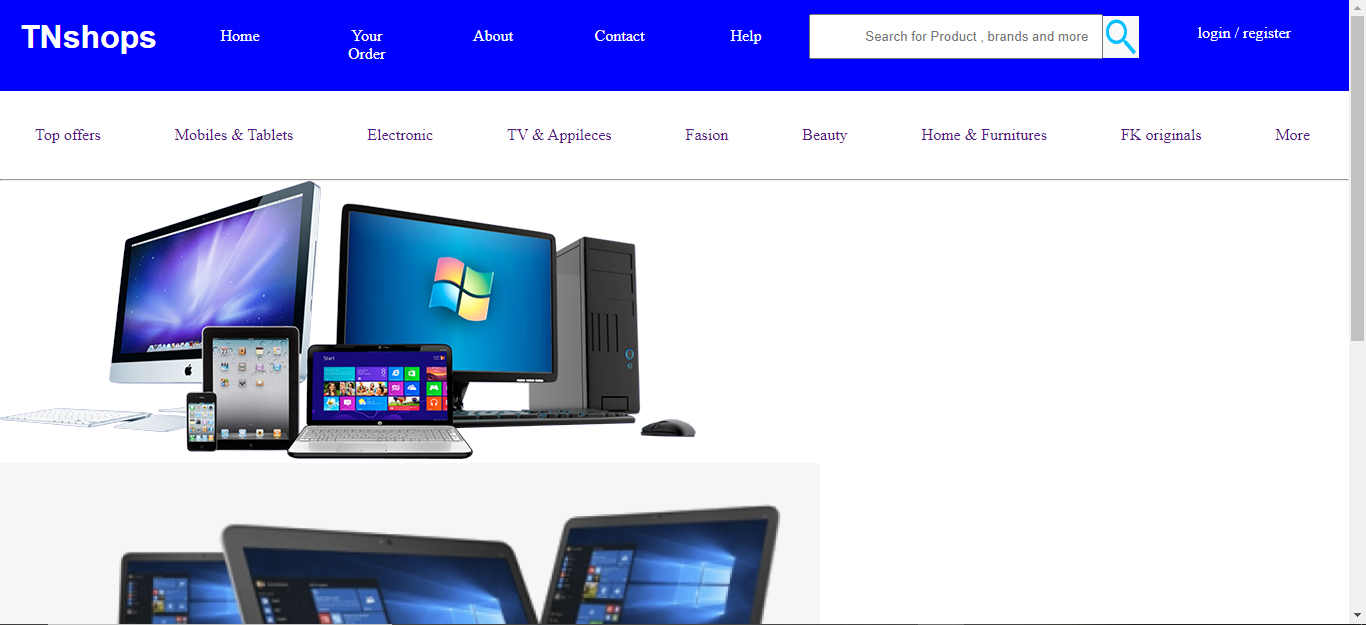 TNshops
Home
Your
Order
About
Contact
Help
Search for Product , brands and more
login / register
Top offers
Mobiles & Tablets
Electronic
TV & Appileces
Fasion
Beauty
Home & Furnitures
FK originals
More
Start